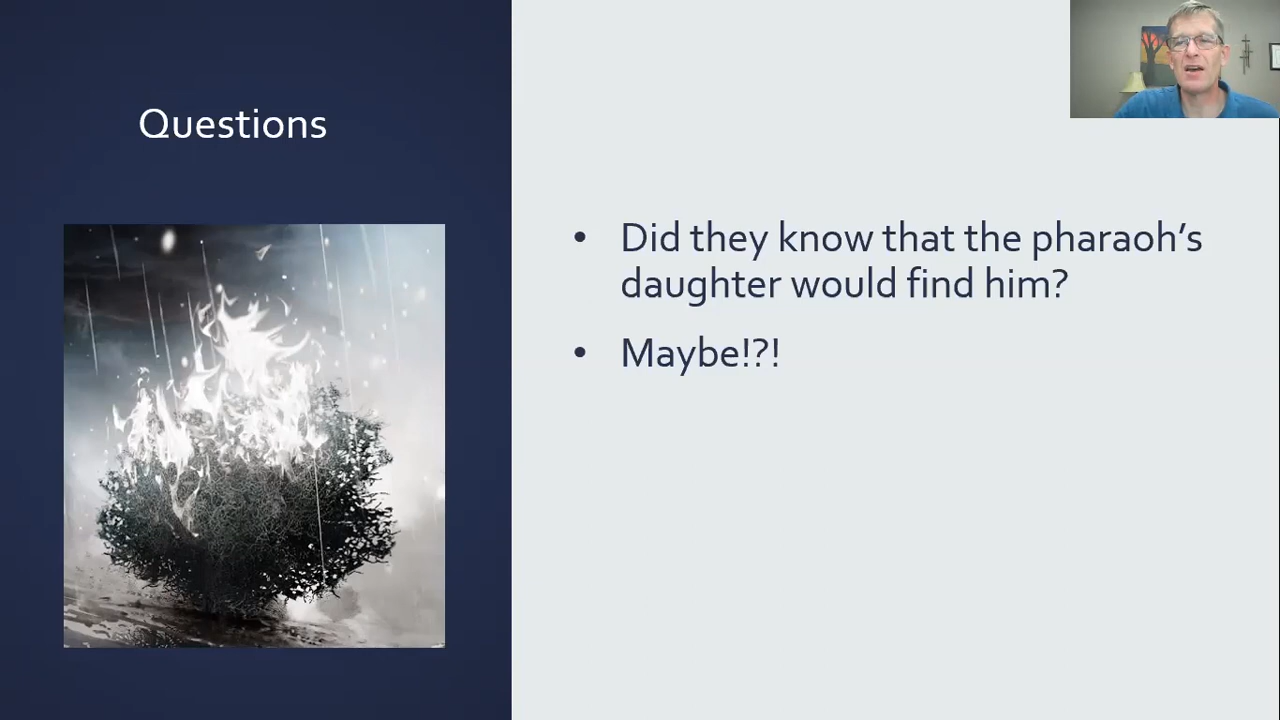 Questions
• Did they know that the pharaoh’s
daughter would find him?
• Maybe!?!